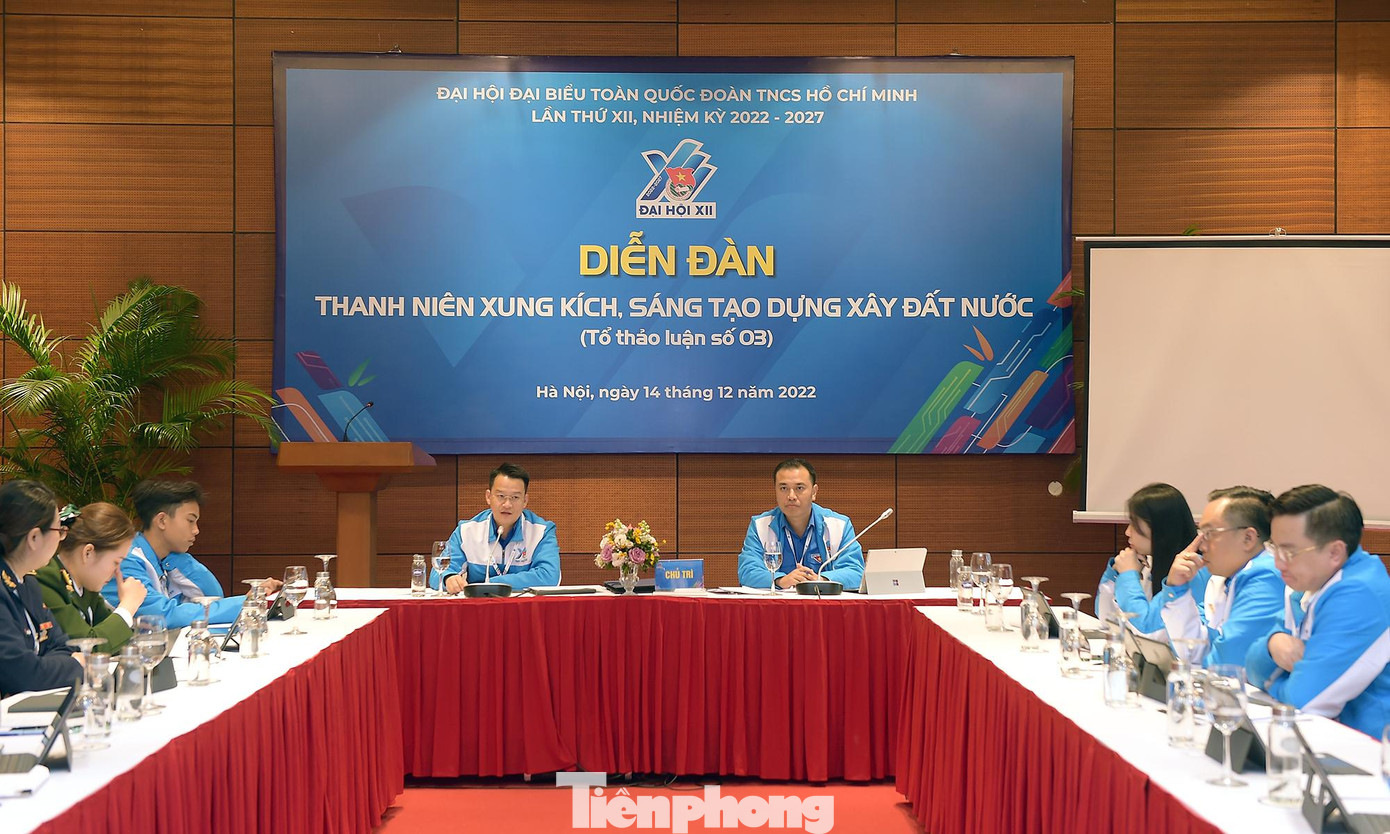 ĐẠI HỘI ĐẠI BIỂU TOÀN QUỐC ĐOÀN TNCS HỒ CHÍ MINH
LẦN THỨ XII, NHIỆM KỲ 2022 - 2027
ĐẠI HỘI XII
DIỄN ĐÀN
THANH NIÊN XUNG KÍCH, SÁNG TẠO DỰNG XÂY ĐẤT NƯỚC
(Tổ thảo luận số 03)
Hà Nội, ngày 14 tháng 12 năm 2022
CHỦ TRÌ
Tiềnphong